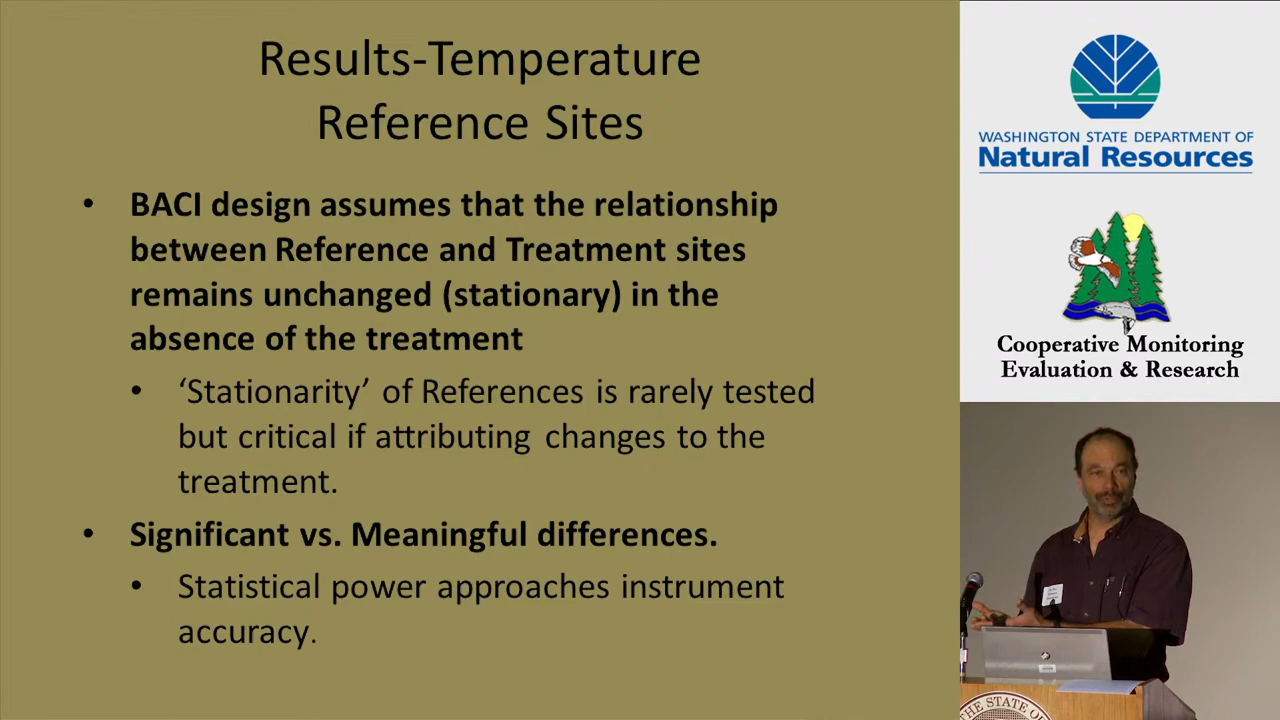 Results-Temperature
Reference Sites
• BACI design assumes that the relationship
between Reference and Treatment sites
remains unchanged (stationary) in the
absence of the treatment
• ‘Stationarity’ of References is rarely tested
but critical if attributing changes to the
treatment.
• Significant vs. Meaningful differences.
• Statistical power approaches instrument
accuracy.
WASHINGTON STATE DEPARTMENT OF
Natural Resources
Cooperative Monitoring
Evaluation & Research
THE STATE OF